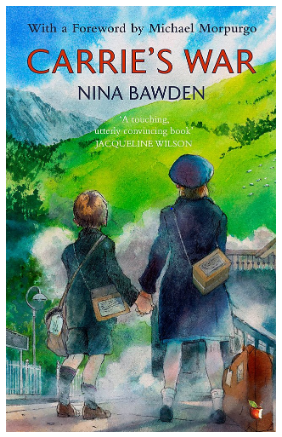 With a Foreword by Michael Morpurgo
CARRIE'S WAR
NINA BAWDEN
'A touching,
utterly convincing book'
JACQUELINE WILSON